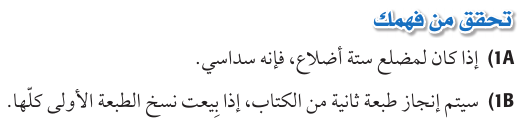 تحقق من فهمك
1A) إذا كان لمضلع ستة أضلاع، فإنه سداسي.
1B) سيتم إنجاز طبعة ثانية من الكتاب، إذا بِيعت نسخ الطبعة الأولى كلّها.